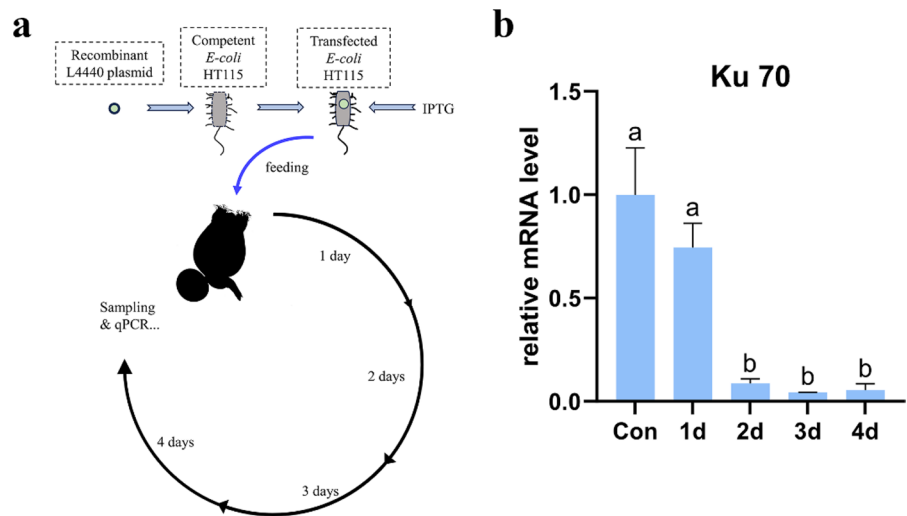 a
Recombinant
L4440 plasmid
Competent
E-coli
HT115
Transfected
E-coli
HT115
IPTG
feeding
1 day
2 days
3 days
4 days
Sampling
& qPCR...
b
Ku 70
relative mRNA level
1.5
1.0
0.5
0.0
a
a
b
b
b
Con 1d 2d 3d 4d